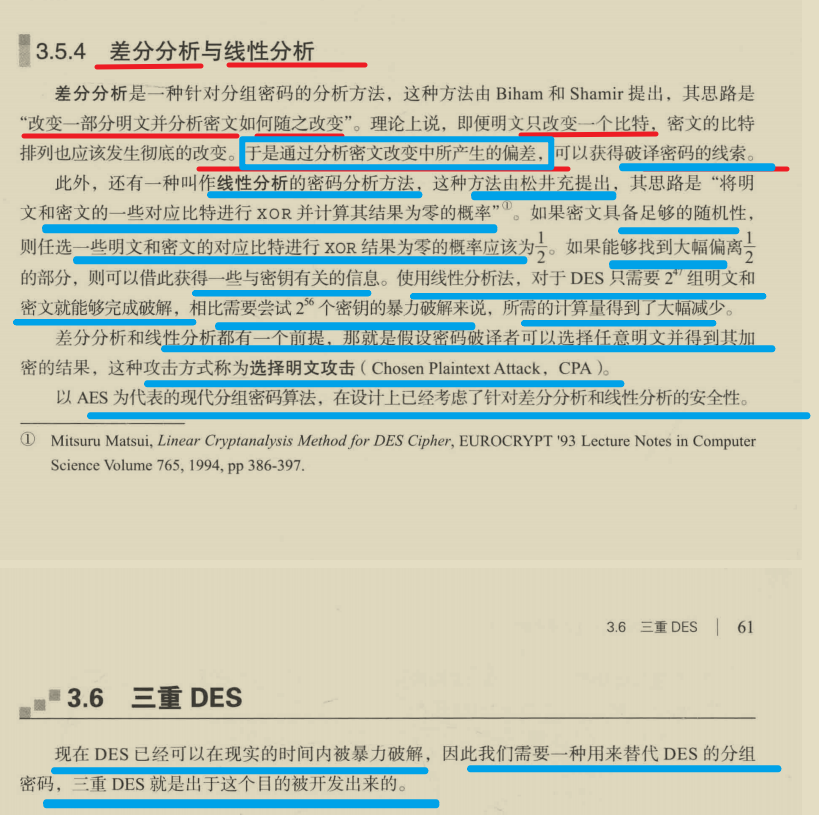 3.5.4 差分分析与线性分析
差分分析是一种针对分组密码的分析方法，这种方法由 Biham 和 Shamir 提出，其思路是
“改变一部分明文并分析密文如何随之改变”。理论上说，即便明文只改变一个比特，密文的比特
排列也应该发生彻底的改变。于是通过分析密文改变中所产生的偏差，可以获得破译密码的线索。
此外，还有一种叫作线性分析的密码分析方法，这种方法由松井充提出，其思路是“将明
文和密文的一些对应比特进行 XOR 并计算其结果为零的概率”①。如果密文具备足够的随机性，
则任选一些明文和密文的对应比特进行 XOR 结果为零的概率应该为1/2。如果能够找到大幅偏离1/2
的部分，则可以借此获得一些与密钥有关的信息。使用线性分析法，对于 DES 只需要 2^47 组明文和
密文就能够完成破解，相比需要尝试 2^56 个密钥的暴力破解来说，所需的计算量得到了大幅减少。
差分分析和线性分析都有一个前提，那就是假设密码破译者可以选择任意明文并得到其加
密的结果，这种攻击方式称为选择明文攻击（Chosen Plaintext Attack，CPA）。
以 AES 为代表的现代分组密码算法，在设计上已经考虑了针对差分分析和线性分析的安全性。
① Mitsuru Matsui, Linear Cryptanalysis Method for DES Cipher, EUROCRYPT '93 Lecture Notes in Computer
Science Volume 765, 1994, pp 386-397.
3.6 三重 DES | 61
3.6 三重 DES
现在 DES 已经可以在现实的时间内被暴力破解，因此我们需要一种用来替代 DES 的分组
密码，三重 DES 就是出于这个目的被开发出来的。